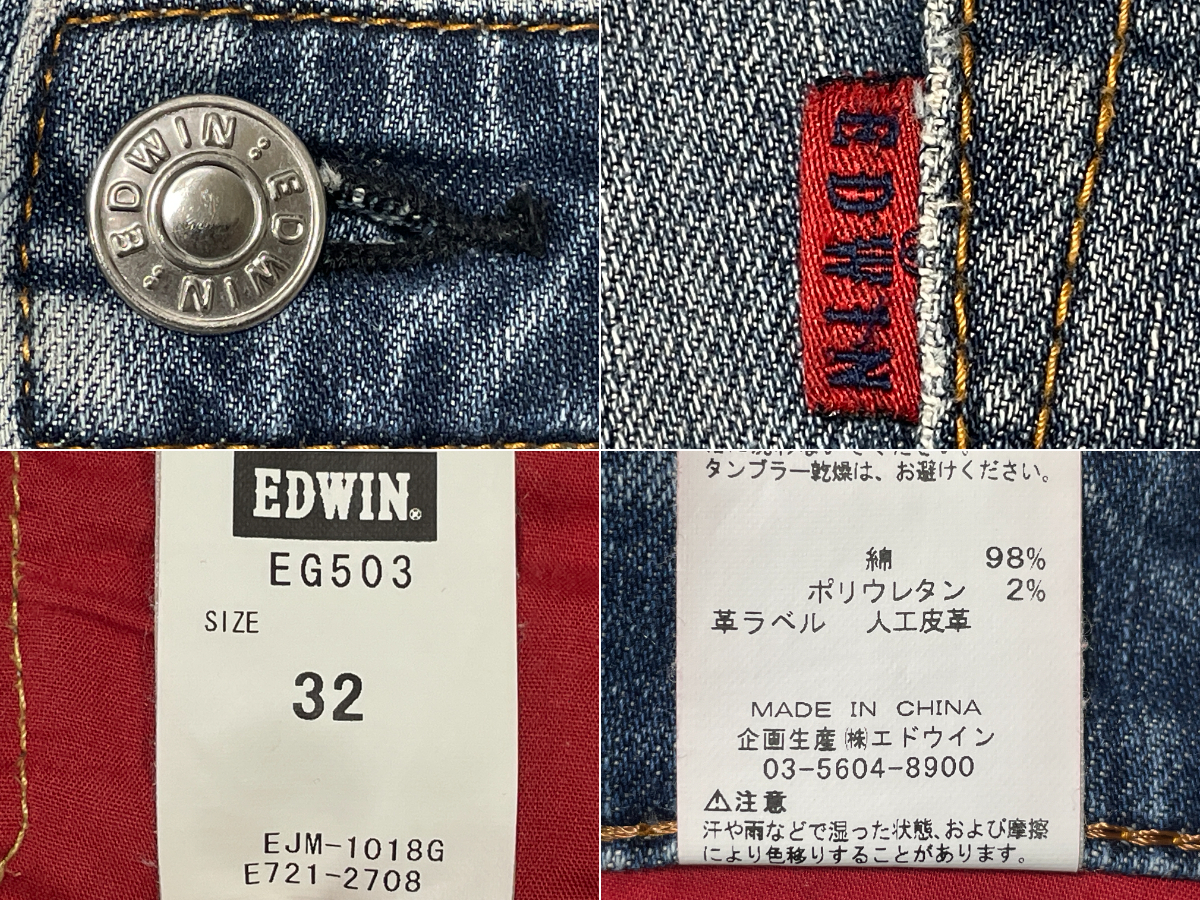 EDWIN : EDWIN :
EDWIN
EDWIN®
EG503
SIZE
32
EJM-1018G
E721-2708
タンブラー乾燥は、お避けください。
綿 98%
ポリウレタン 2%
革ラベル 人工皮革
MADE IN CHINA
企画生産㈱エドウイン
03-5604-8900
⚠注意
汗や雨などで湿った状態、および摩擦
により色移りすることがあります。